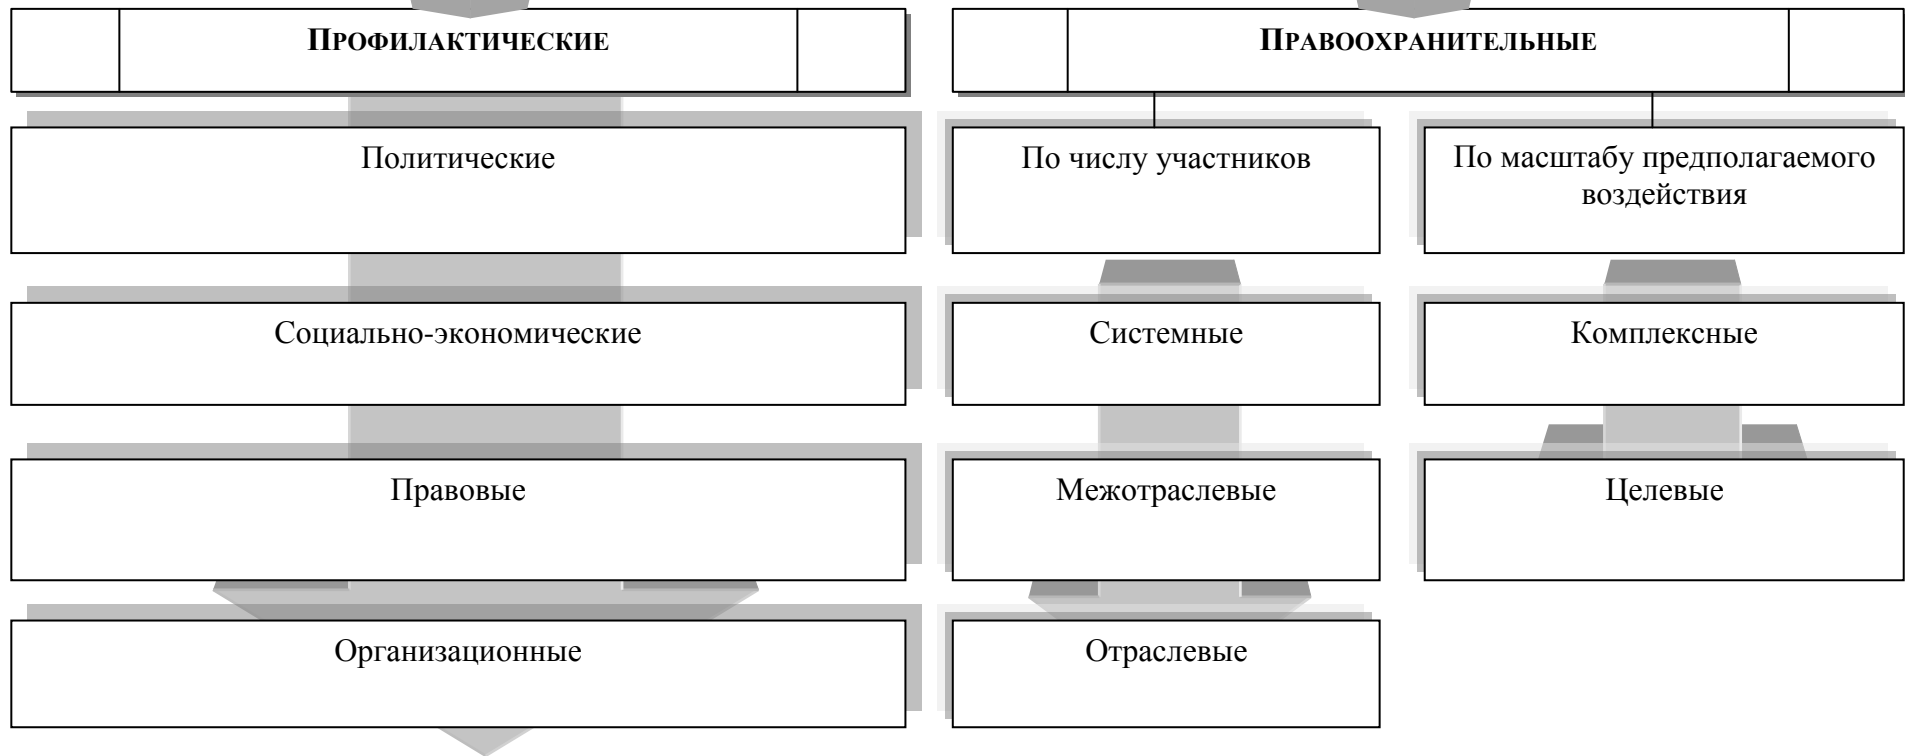 ПРОФИЛАКТИЧЕСКИЕ
ПРАВООХРАНИТЕЛЬНЫЕ
Политические
По числу участников
По масштабу предполагаемого
воздействия
Социально-экономические
Системные
Комплексные
Правовые
Межотраслевые
Целевые
Организационные
Отраслевые